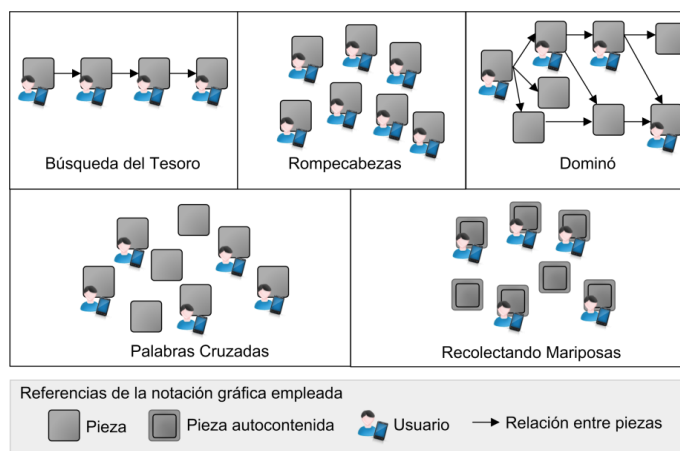 Búsqueda del Tesoro
Rompecabezas
Dominó
Palabras Cruzadas
Recolectando Mariposas
Referencias de la notación gráfica empleada
Pieza
Pieza autocontenida
Usuario
Relación entre piezas